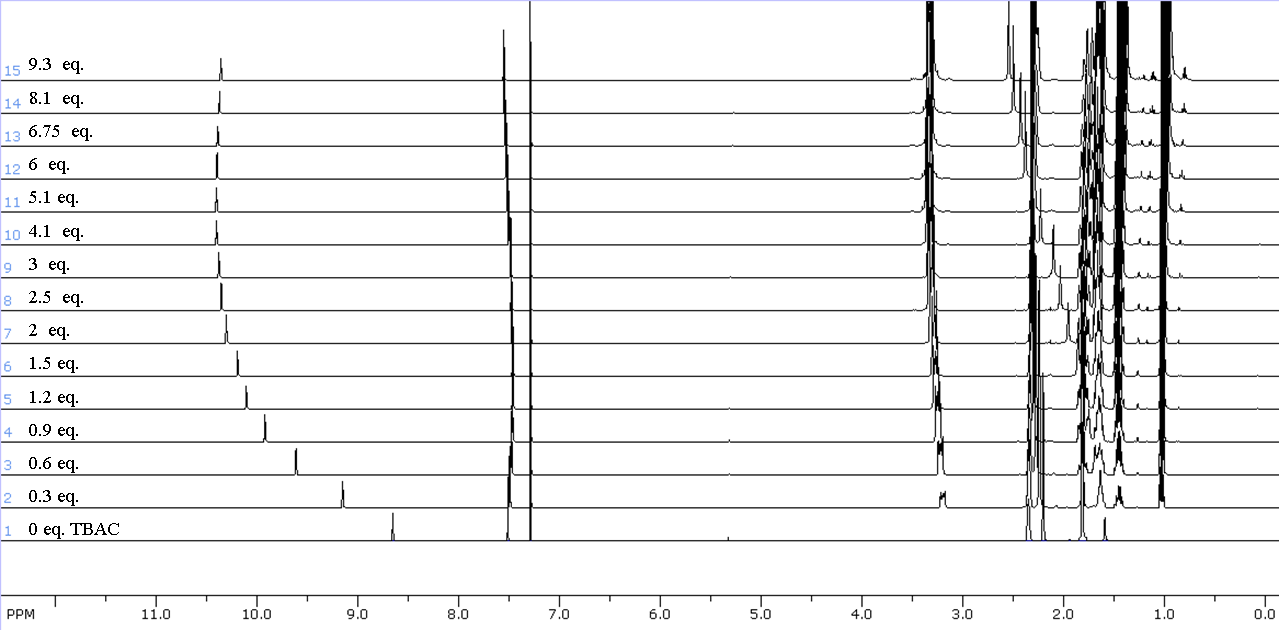 15 9.3 eq.
14 8.1 eq.
13 6.75 eq.
12 6 eq.
11 5.1 eq.
10 4.1 eq.
9 3 eq.
8 2.5 eq.
7 2 eq.
6 1.5 eq.
5 1.2 eq.
4 0.9 eq.
3 0.6 eq.
2 0.3 eq.
1 0 eq. TBAC
PPM 11.0 10.0 9.0 8.0 7.0 6.0 5.0 4.0 3.0 2.0 1.0 0.0